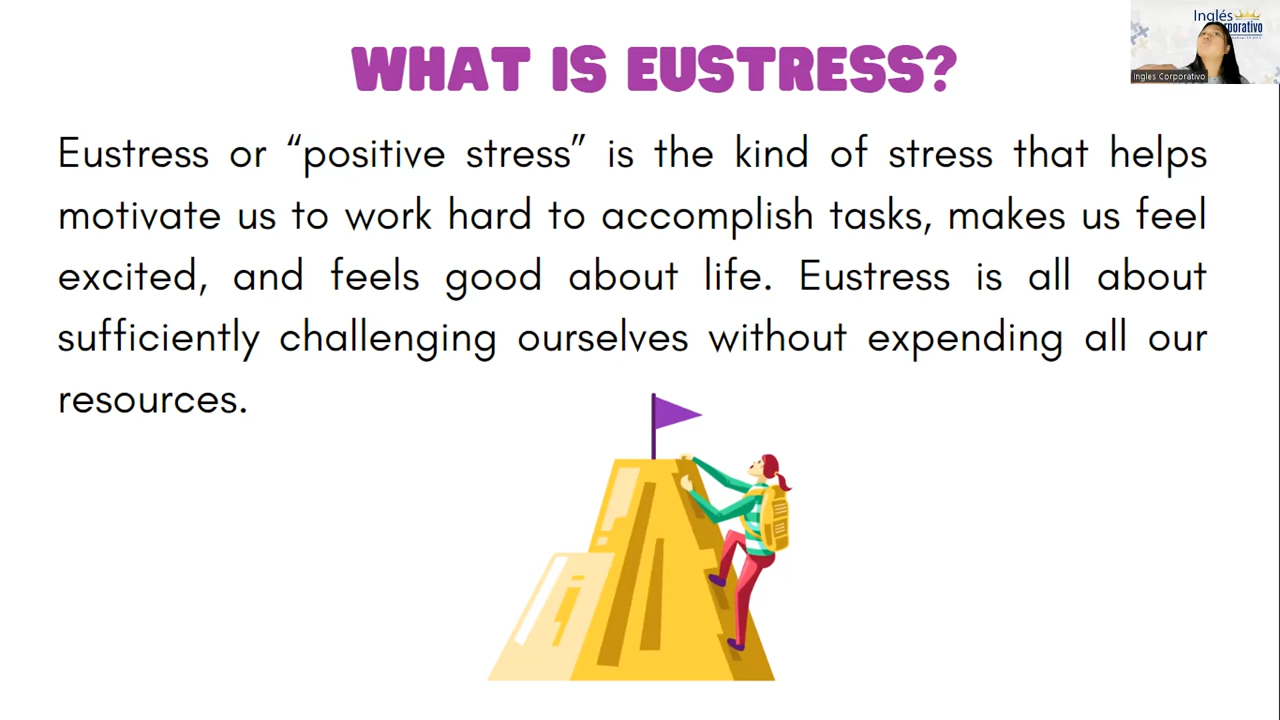 WHAT IS EUSTRESS?
Eustress or “positive stress” is the kind of stress that helps
motivate us to work hard to accomplish tasks, makes us feel
excited, and feels good about life. Eustress is all about
sufficiently challenging ourselves without expending all our
resources.
Inglés
Ingles Corporativo